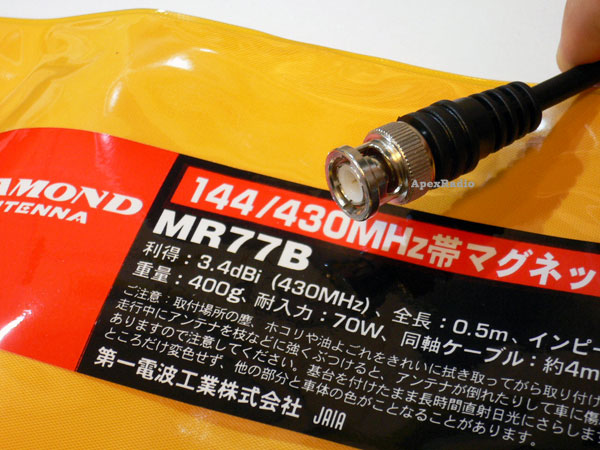 ApexRadio
AMOND
NTENNA
144/430MHz帯マグネッ
MR77B
利得：3.4dBi (430MHz)、全長：0.5m、インピー
重量：400g、耐入力：70W、同軸ケーブル：約4m
ご注意：取付場所の塵、ホコリや油よごれをきれいに拭き取ってから取り付け
走行中にアンテナを枝などに強くぶつけると、アンテナが倒れたりして車に傷
ありますので注意してください。基台を付けたまま長時間直射日光にさらしま
ところだけ変色せず、他の部分と車体の色がことなることがあります。
第一電波工業株式会社 JAIA